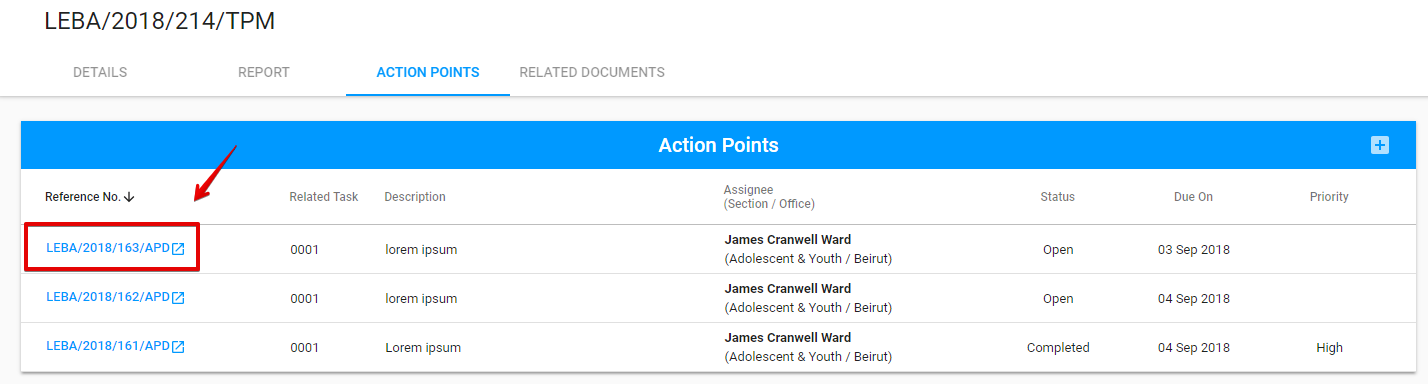 LEBA/2018/214/TPM
DETAILS REPORT ACTION POINTS RELATED DOCUMENTS
Action Points
Reference No. Related Task Description Assignee (Section / Office) Status Due On Priority
LEBA/2018/163/APD 0001 lorem ipsum James Cranwell Ward (Adolescent & Youth / Beirut) Open 03 Sep 2018
LEBA/2018/162/APD 0001 lorem ipsum James Cranwell Ward (Adolescent & Youth / Beirut) Open 04 Sep 2018
LEBA/2018/161/APD 0001 Lorem ipsum James Cranwell Ward (Adolescent & Youth / Beirut) Completed 04 Sep 2018 High